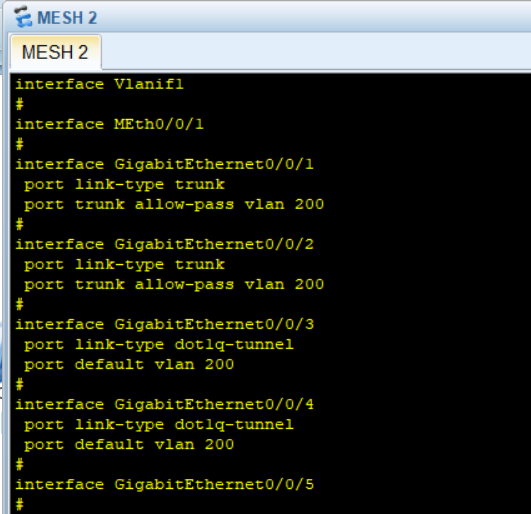 MESH 2
MESH 2
interface Vlanif1
#
interface MEth0/0/1
#
interface GigabitEthernet0/0/1
port link-type trunk
port trunk allow-pass vlan 200
#
interface GigabitEthernet0/0/2
port link-type trunk
port trunk allow-pass vlan 200
#
interface GigabitEthernet0/0/3
port link-type dot1q-tunnel
port default vlan 200
#
interface GigabitEthernet0/0/4
port link-type dot1q-tunnel
port default vlan 200
#
interface GigabitEthernet0/0/5
#